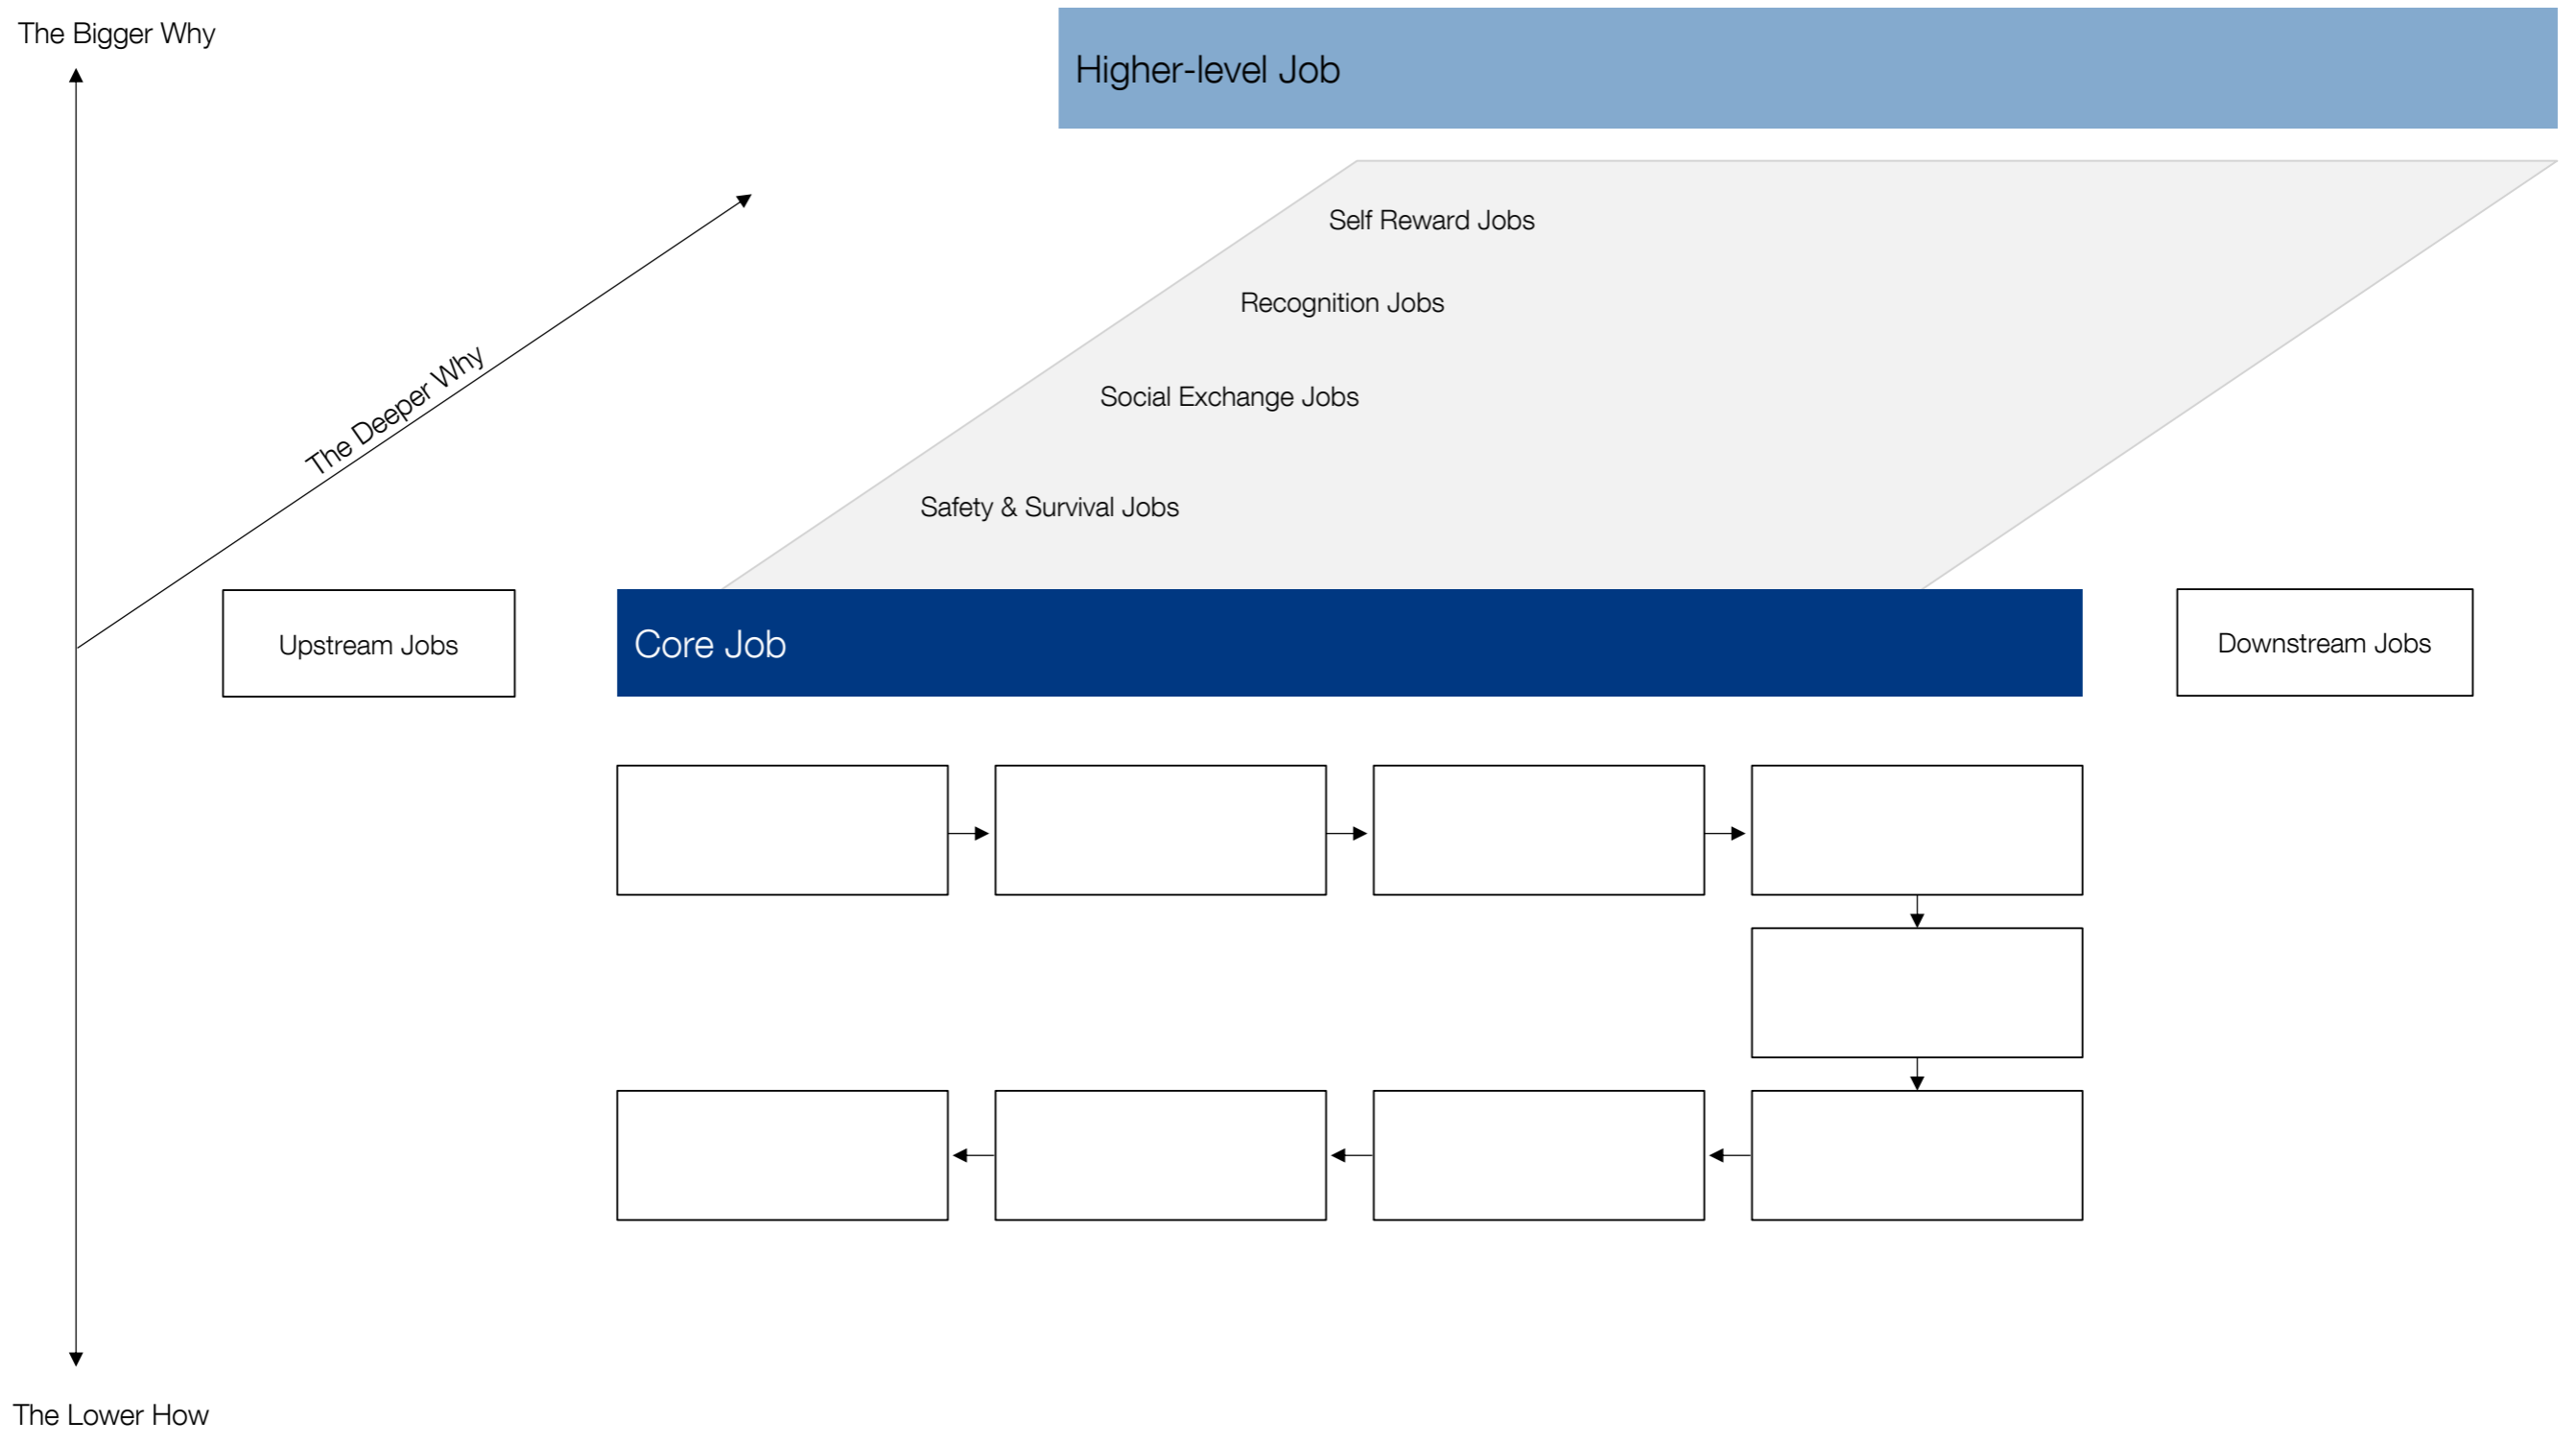 The Bigger Why
Higher-level Job
Self Reward Jobs
Recognition Jobs
The Deeper Why
Social Exchange Jobs
Safety & Survival Jobs
Upstream Jobs
Core Job
Downstream Jobs
The Lower How